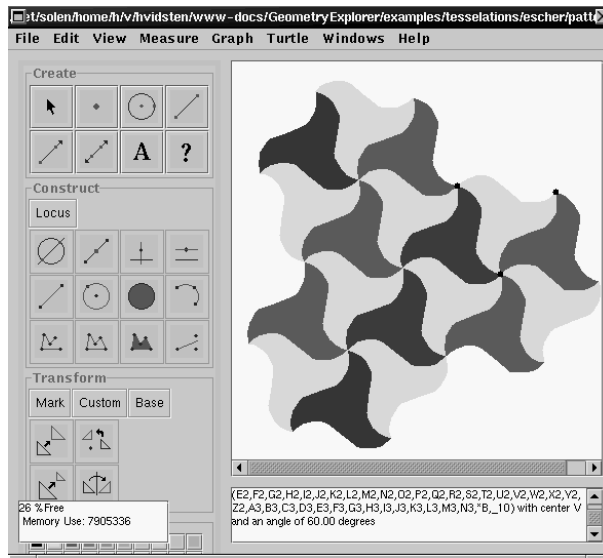 et/solen/home/h/v/hvidsten/www-docs/GeometryExplorer/examples/tesselations/escher/patte
File Edit View Measure Graph Turtle Windows Help
Create
A ?
Construct
Locus
Transform
Mark Custom Base
26 %Free
Memory Use: 7905336
(E2,F2,G2,H2,I2,J2,K2,L2,M2,N2,O2,P2,Q2,R2,S2,T2,U2,V2,W2,X2,Y2,
Z2,A3,B3,C3,D3,E3,F3,G3,H3,I3,J3,K3,L3,M3,N3,"B,_10) with center V
and an angle of 60.00 degrees